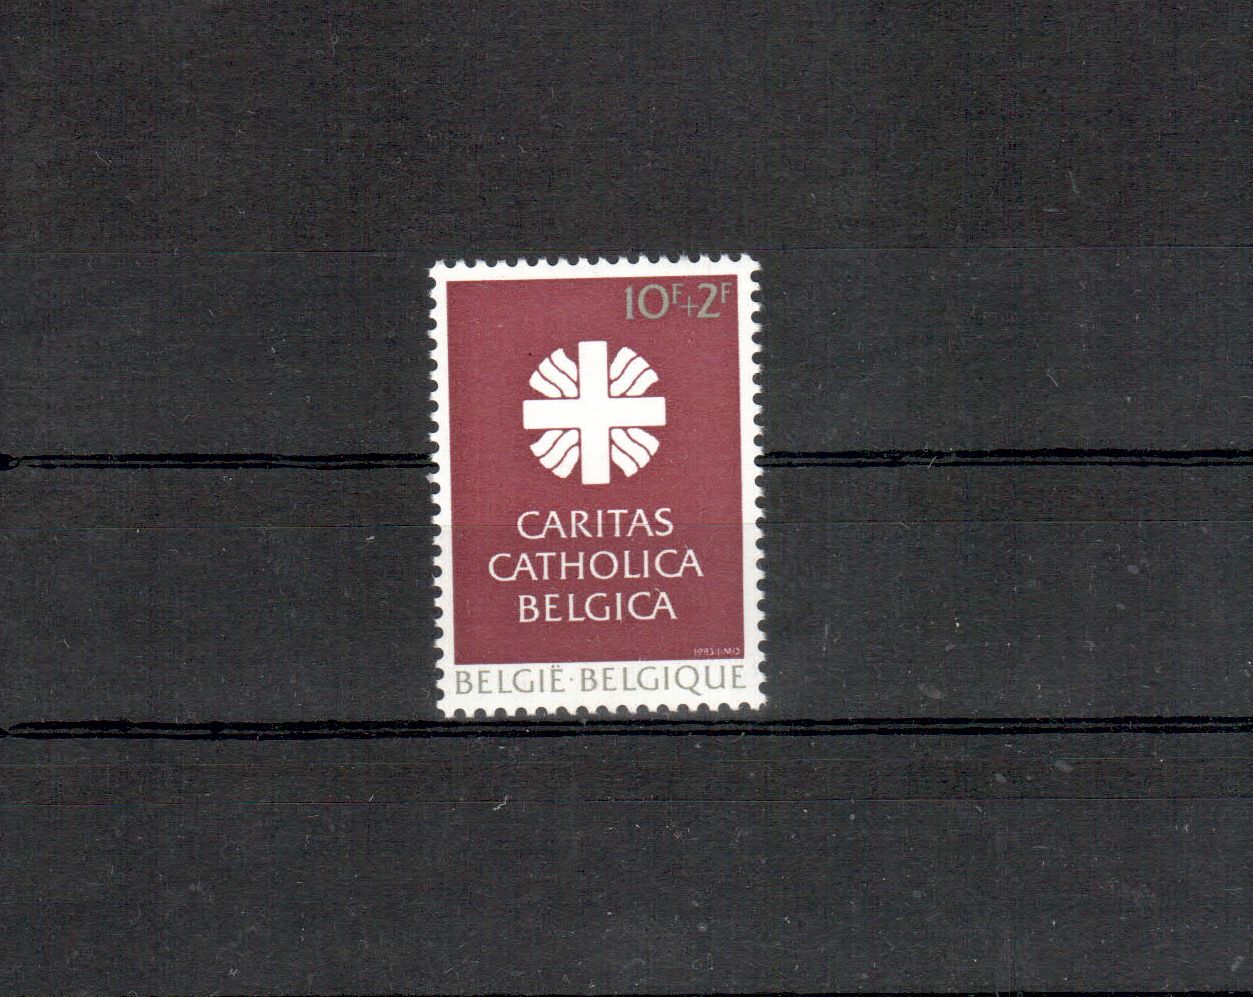 10F+2F
CARITAS
CATHOLICA
BELGICA
BELGIË·BELGIQUE